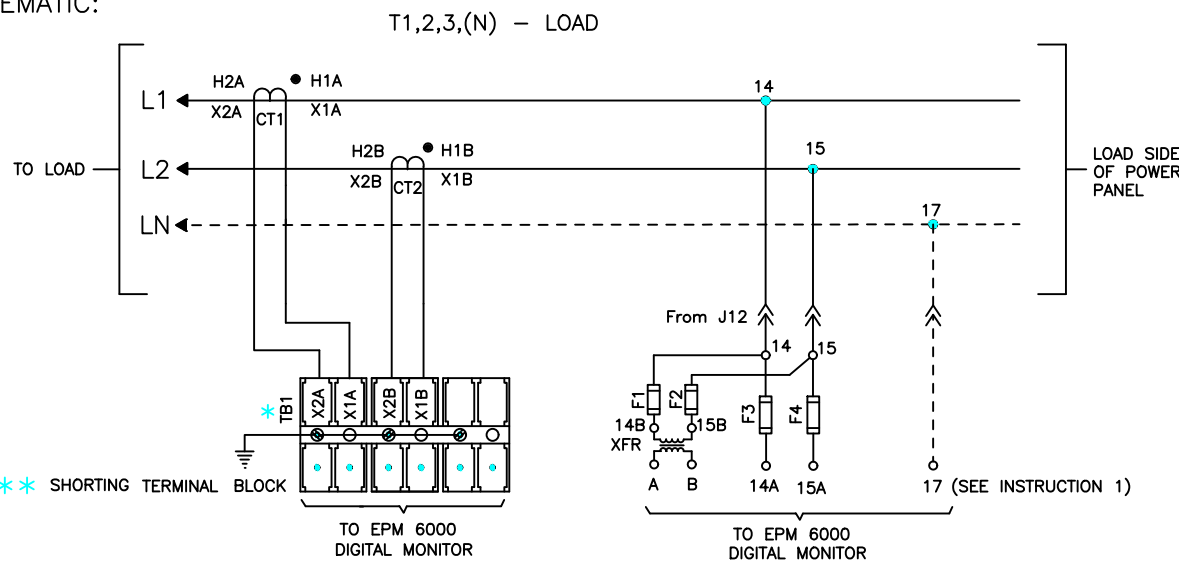 EMATIC:
T1,2,3,(N) – LOAD
H2A
H1A
14
L1
X2A
CT1
X1A
H2B
H1B
15
TO LOAD
L2
X2B
CT2
X1B
LOAD SIDE
OF POWER
PANEL
LN
17
From J12
14
15
* TB1
X2A
X1A
X2B
X1B
F1
F2
F3
F4
14B
15B
XFR
A
B
14A
15A
17 (SEE INSTRUCTION 1)
** SHORTING TERMINAL BLOCK
TO EPM 6000
DIGITAL MONITOR
TO EPM 6000
DIGITAL MONITOR